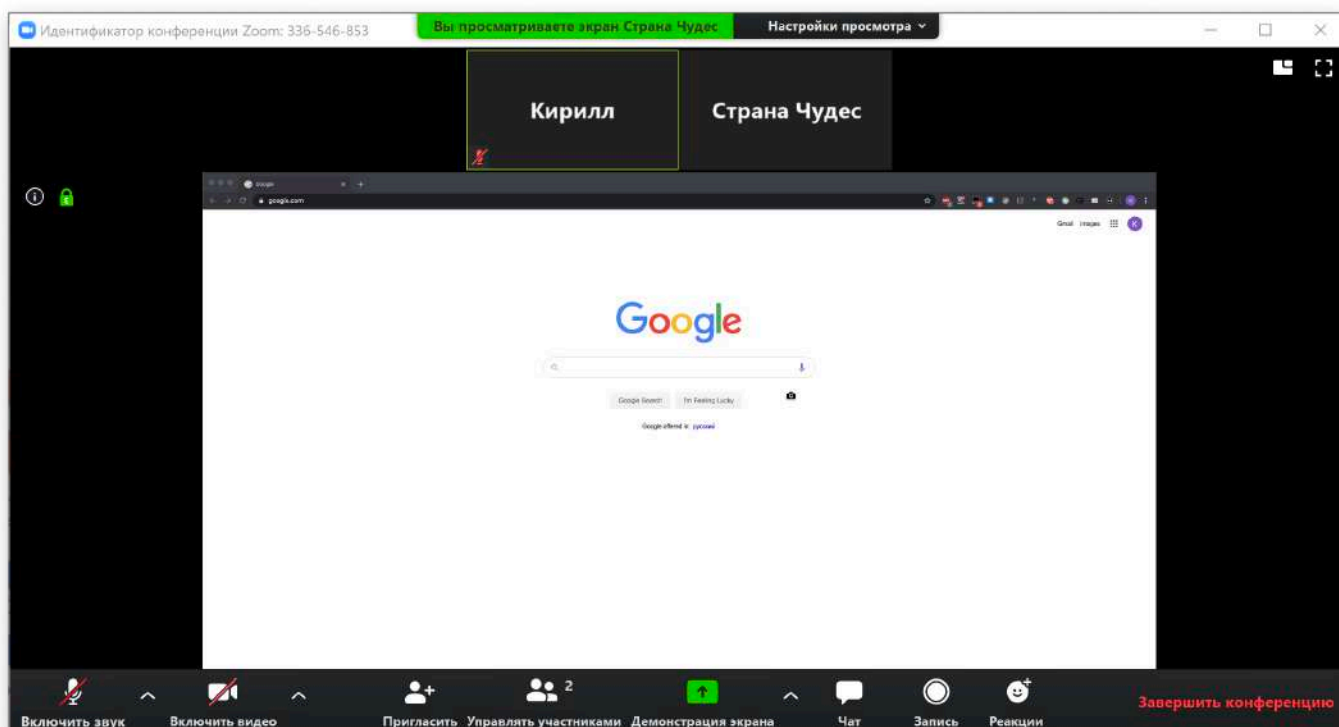 Идентификатор конференции Zoom: 336-546-853
Вы просматриваете экран Страна Чудес
Настройки просмотра
Кирилл
Страна Чудес
Google
google.com
Gmail Images
K
Google
Google Search
I'm Feeling Lucky
Google offered in: русский
2
Включить звук
Включить видео
Пригласить
Управлять участниками
Демонстрация экрана
Чат
Запись
Реакции
Завершить конференцию